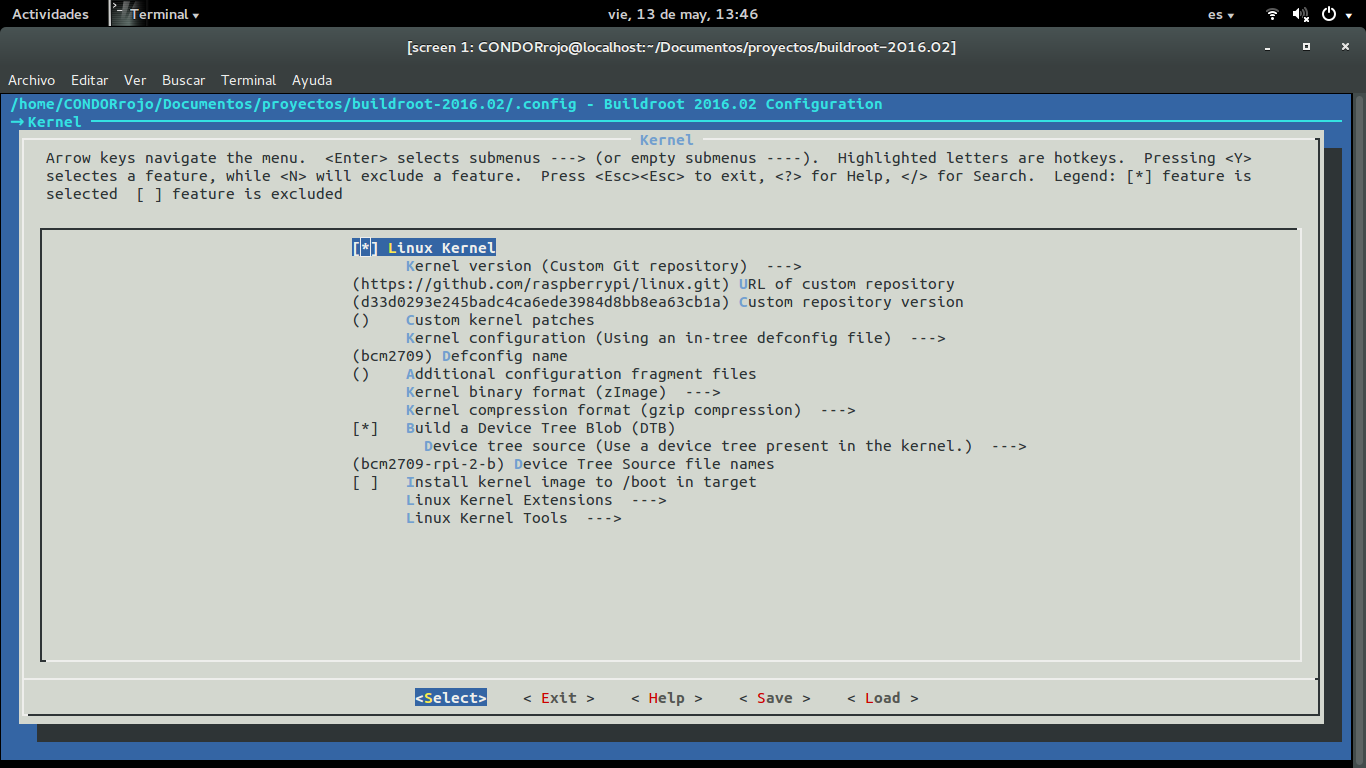 Actividades Terminal vie, 13 de may, 13:46 es
[screen 1: CONDORrojo@localhost:~/Documentos/proyectos/buildroot-2016.02]
Archivo Editar Ver Buscar Terminal Ayuda
/home/CONDORrojo/Documentos/proyectos/buildroot-2016.02/.config - Buildroot 2016.02 Configuration
→ Kernel
Kernel
Arrow keys navigate the menu.  <Enter> selects submenus ---> (or empty submenus ----).  Highlighted letters are hotkeys.  Pressing <Y>
selectes a feature, while <N> will exclude a feature.  Press <Esc><Esc> to exit, <?> for Help, </> for Search.  Legend: [*] feature is
selected  [ ] feature is excluded
[*] Linux Kernel
Kernel version (Custom Git repository)  --->
(https://github.com/raspberrypi/linux.git) URL of custom repository
(d33d0293e245badc4ca6ede3984d8bb8ea63cb1a) Custom repository version
()    Custom kernel patches
Kernel configuration (Using an in-tree defconfig file)  --->
(bcm2709) Defconfig name
()    Additional configuration fragment files
Kernel binary format (zImage)  --->
Kernel compression format (gzip compression)  --->
[*]   Build a Device Tree Blob (DTB)
Device tree source (Use a device tree present in the kernel.)  --->
(bcm2709-rpi-2-b) Device Tree Source file names
[ ]   Install kernel image to /boot in target
Linux Kernel Extensions  --->
Linux Kernel Tools  --->
<Select>    < Exit >    < Help >    < Save >    < Load >